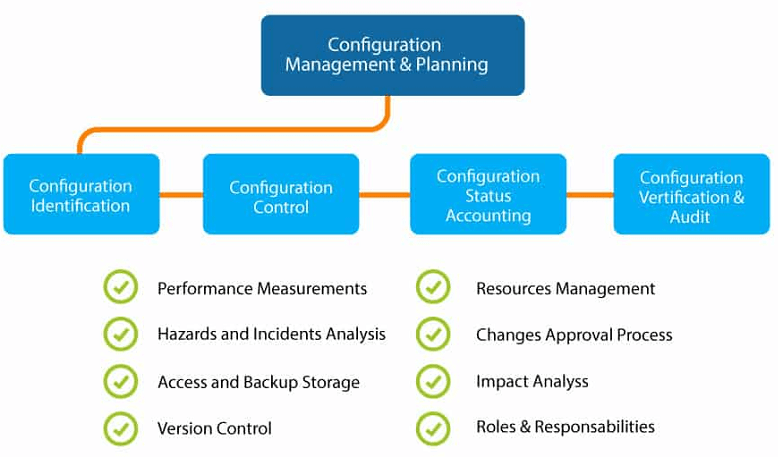 Configuration
Management & Planning
Configuration
Identification
Configuration
Control
Configuration
Status
Accounting
Configuration
Vertification &
Audit
Performance Measurements
Hazards and Incidents Analysis
Access and Backup Storage
Version Control
Resources Management
Changes Approval Process
Impact Analyss
Roles & Responsabilities